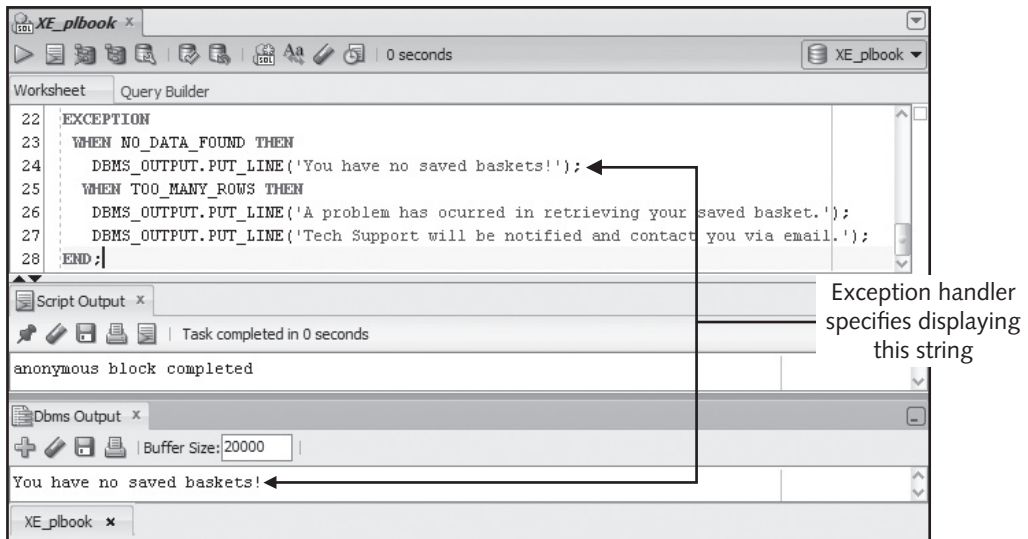 SQL XE_plbook x
SQL Aa 0 seconds XE_plbook
Worksheet Query Builder
22 EXCEPTION
23 WHEN NO_DATA_FOUND THEN
24 DBMS_OUTPUT.PUT_LINE('You have no saved baskets!');
25 WHEN TOO_MANY_ROWS THEN
26 DBMS_OUTPUT.PUT_LINE('A problem has ocurred in retrieving your saved basket.');
27 DBMS_OUTPUT.PUT_LINE('Tech Support will be notified and contact you via email.');
28 END;
Exception handler
specifies displaying
this string
Script Output x
Task completed in 0 seconds
anonymous block completed
Dbms Output x
Buffer Size: 20000
You have no saved baskets!
XE_plbook x